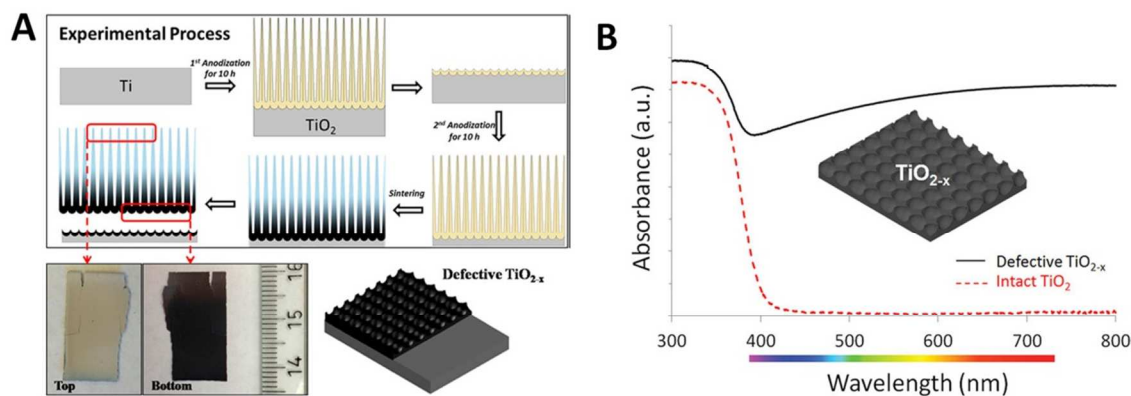 A
Experimental Process
Ti
1st Anodization
for 10 h
TiO2
2nd Anodization
for 10 h
Sintering
Top
Bottom
16
15
14
Defective TiO2-x
B
Absorbance (a.u.)
TiO2-x
Defective TiO2-x
Intact TiO2
300
400
500
600
700
800
Wavelength (nm)